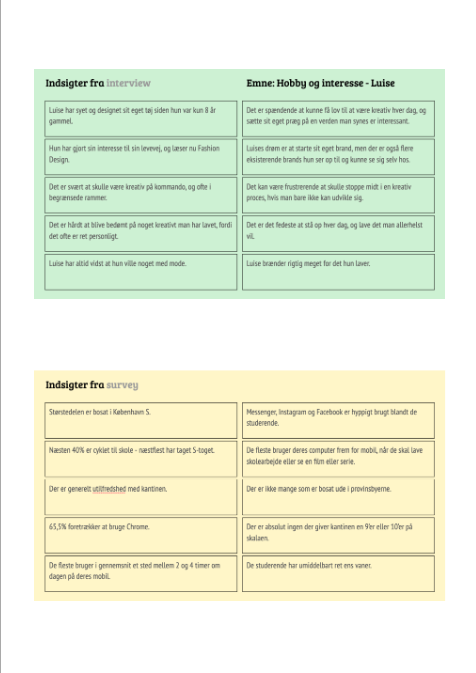 Indsigter fra interview
Emne: Hobby og interesse - Luise
Luise har syet og designet sit eget tøj siden hun var kun 8 år
gammel.
Det er spændende at kunne få lov til at være kreativ hver dag, og
sætte sit eget præg på en verden man synes er interessant.
Hun har gjort sin interesse til sin levevej, og læser nu Fashion
Design.
Luises drøm er at starte sit eget brand, men der er også flere
eksisterende brands hun ser op til og kunne se sig selv hos.
Det er svært at skulle være kreativ på kommando, og ofte i
begrænsede rammer.
Det kan være frustrerende at skulle stoppe midt i en kreativ
proces, hvis man bare ikke kan udvikle sig.
Det er hårdt at blive bedømt på noget kreativt man har lavet, fordi
det ofte er ret personligt.
Det er det fedeste at stå op hver dag, og lave det man allerhelst
vil.
Luise har altid vidst at hun ville noget med mode.
Luise brænder rigtig meget for det hun laver.
Indsigter fra survey
Størstedelen er bosat i København S.
Messenger, Instagram og Facebook er hyppigt brugt blandt de
studerende.
Næsten 40% er cyklet til skole - næstflest har taget S-toget.
De fleste bruger deres computer frem for mobil, når de skal lave
skolearbejde eller se en film eller serie.
Der er generelt utilfredshed med kantinen.
Der er ikke mange som er bosat ude i provinsbyerne.
65,5% foretrækker at bruge Chrome.
Der er absolut ingen der giver kantinen en 9'er eller 10'er på
skalaen.
De fleste bruger i gennemsnit et sted mellem 2 og 4 timer om
dagen på deres mobil.
De studerende har umiddelbart ret ens vaner.